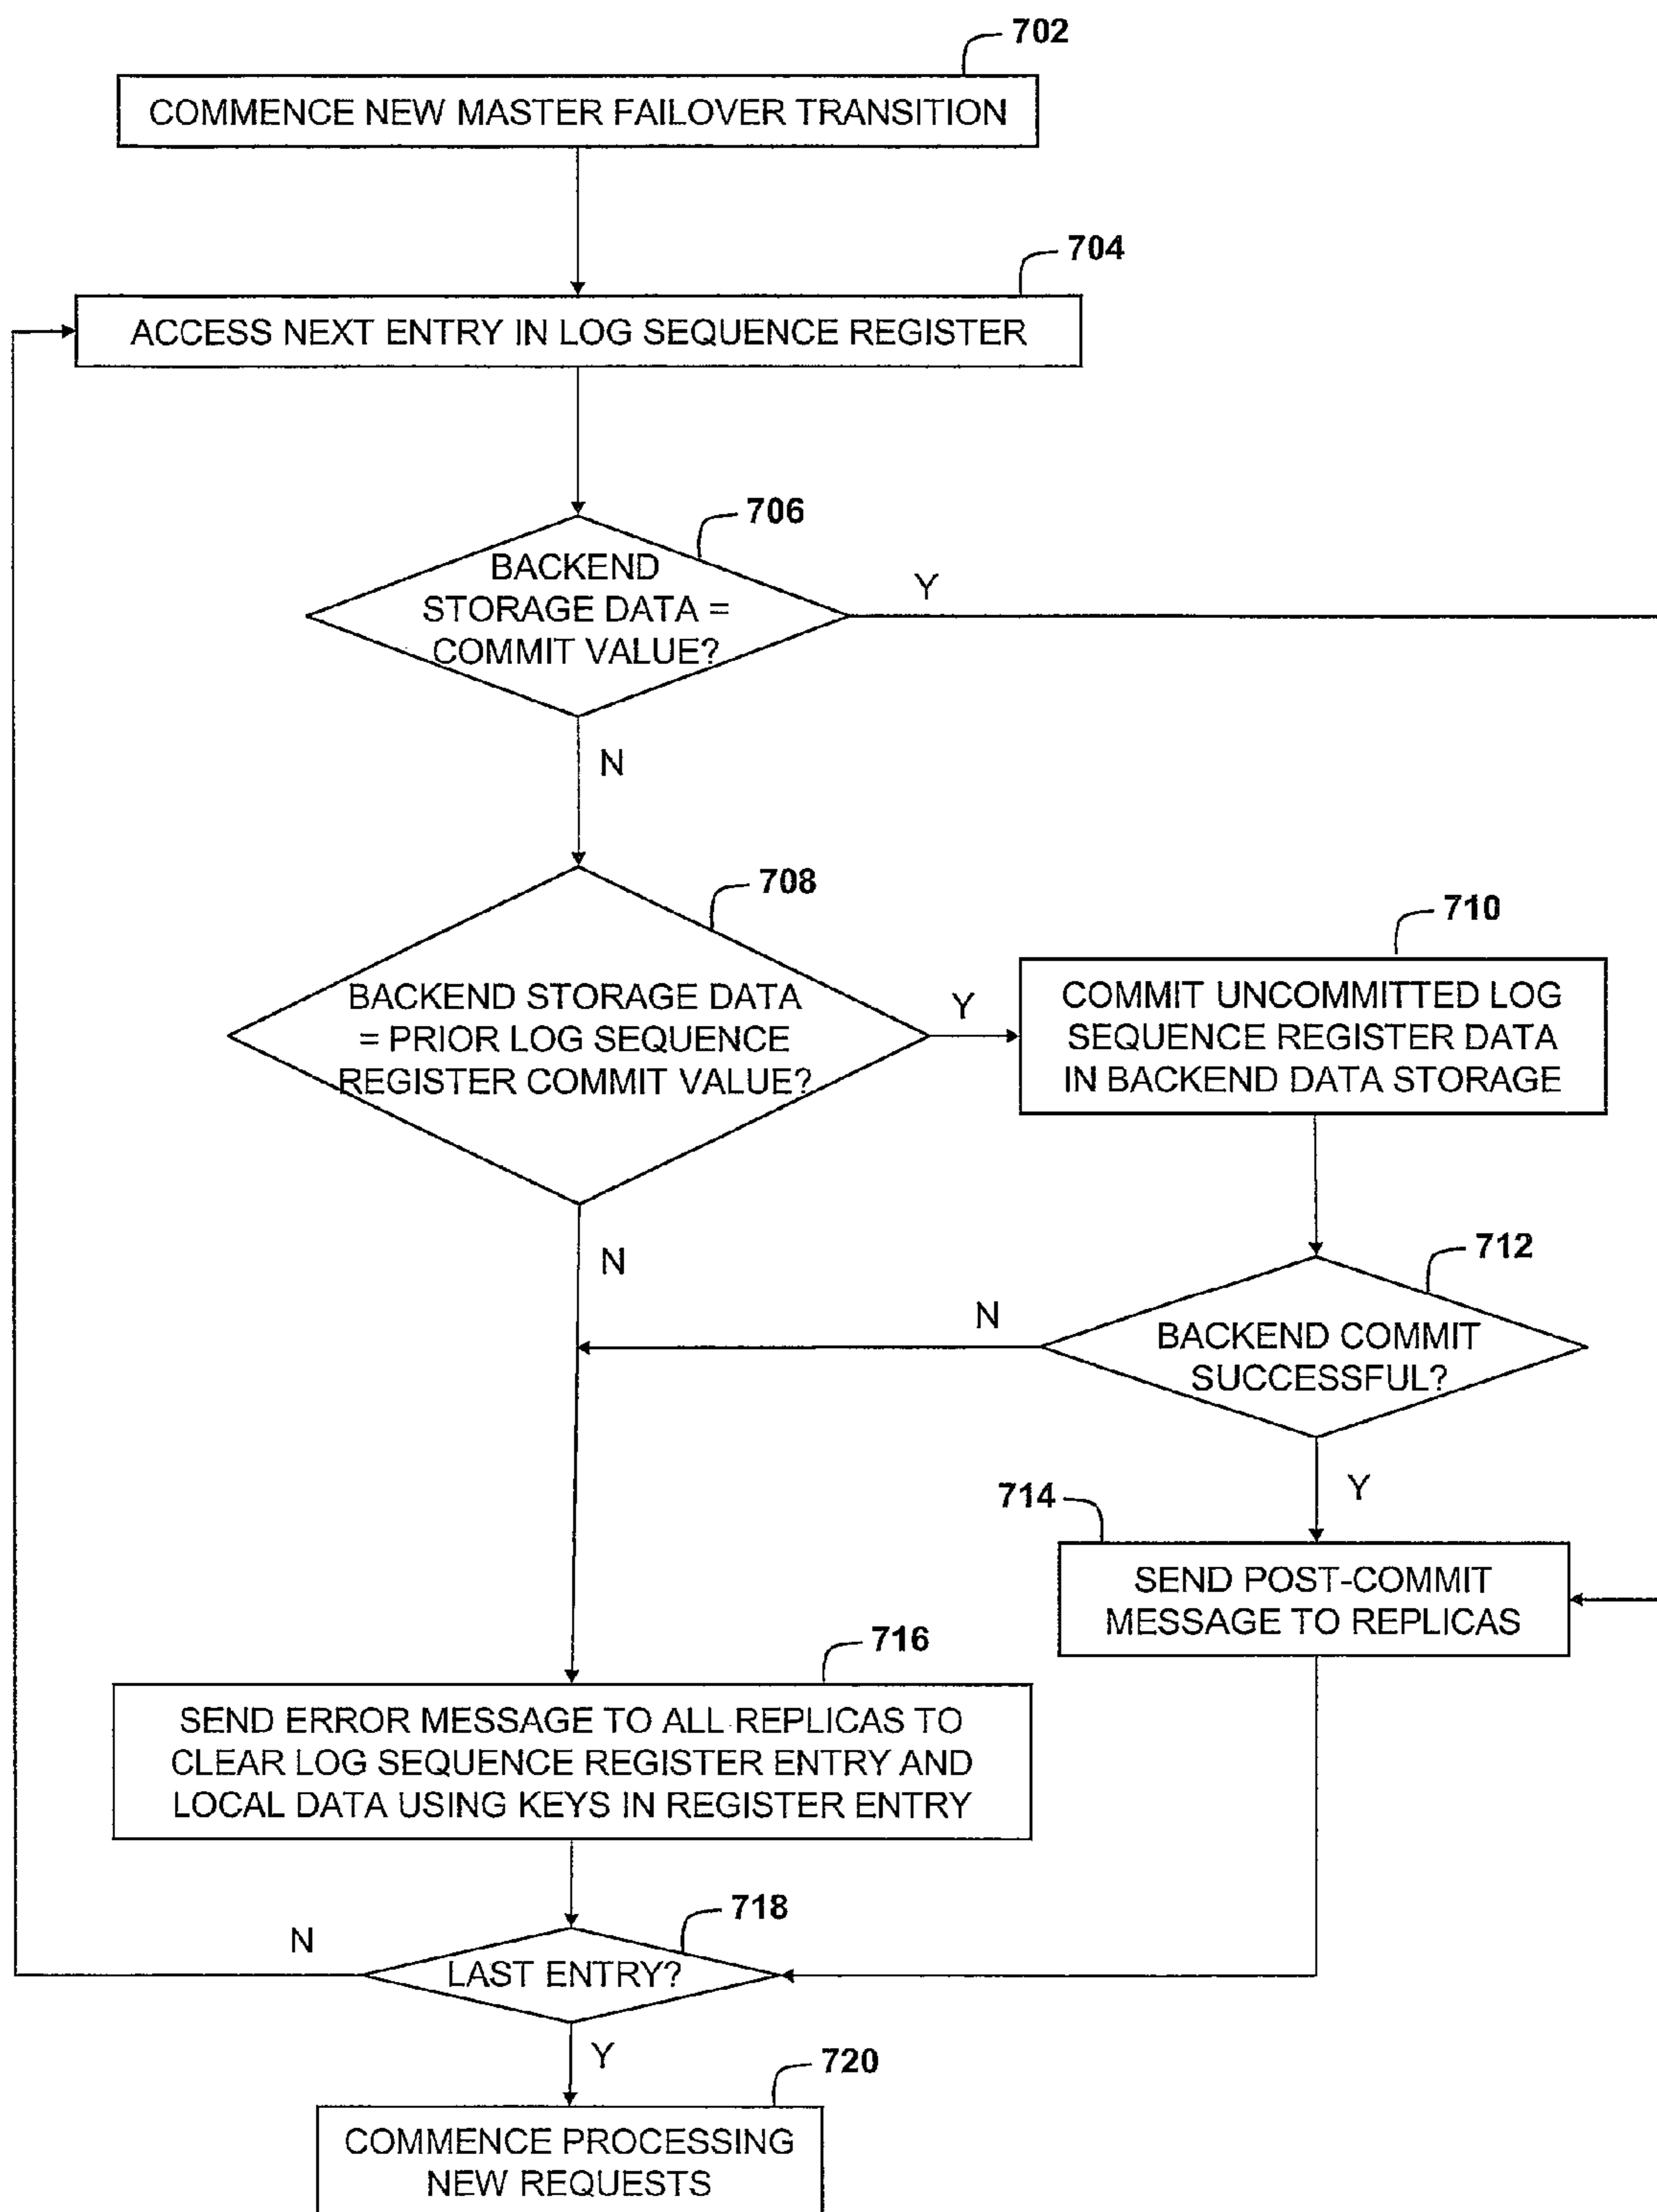 702
COMMENCE NEW MASTER FAILOVER TRANSITION
704
ACCESS NEXT ENTRY IN LOG SEQUENCE REGISTER
706
BACKEND
STORAGE DATA =
COMMIT VALUE?
Y
N
708
BACKEND STORAGE DATA
= PRIOR LOG SEQUENCE
REGISTER COMMIT VALUE?
Y
710
COMMIT UNCOMMITTED LOG
SEQUENCE REGISTER DATA
IN BACKEND DATA STORAGE
N
712
BACKEND COMMIT
SUCCESSFUL?
N
Y
714
SEND POST-COMMIT
MESSAGE TO REPLICAS
716
SEND ERROR MESSAGE TO ALL REPLICAS TO
CLEAR LOG SEQUENCE REGISTER ENTRY AND
LOCAL DATA USING KEYS IN REGISTER ENTRY
718
LAST ENTRY?
N
Y
720
COMMENCE PROCESSING
NEW REQUESTS